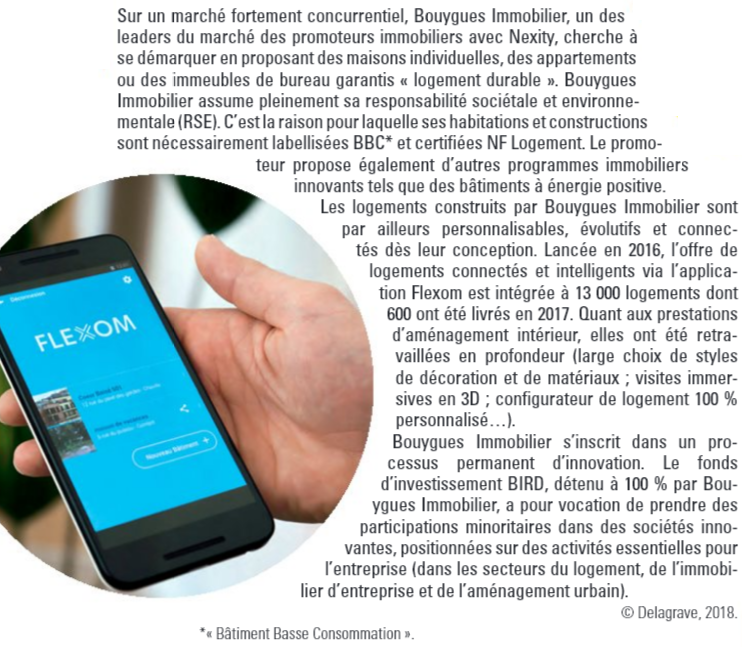 Sur un marché fortement concurrentiel, Bouygues Immobilier, un des
leaders du marché des promoteurs immobiliers avec Nexity, cherche à
se démarquer en proposant des maisons individuelles, des appartements
ou des immeubles de bureau garantis « logement durable ». Bouygues
Immobilier assume pleinement sa responsabilité sociétale et environne-
mentale (RSE). C’est la raison pour laquelle ses habitations et constructions
sont nécessairement labellisées BBC* et certifiées NF Logement. Le promo-
teur propose également d’autres programmes immobiliers
innovants tels que des bâtiments à énergie positive.
Les logements construits par Bouygues Immobilier sont
par ailleurs personnalisables, évolutifs et connec-
tés dès leur conception. Lancée en 2016, l’offre de
logements connectés et intelligents via l’applica-
tion Flexom est intégrée à 13 000 logements dont
600 ont été livrés en 2017. Quant aux prestations
d’aménagement intérieur, elles ont été retra-
vaillées en profondeur (large choix de styles
de décoration et de matériaux ; visites immer-
sives en 3D ; configurateur de logement 100 %
personnalisé…).
Bouygues Immobilier s’inscrit dans un pro-
cessus permanent d’innovation. Le fonds
d’investissement BIRD, détenu à 100 % par Bou-
ygues Immobilier, a pour vocation de prendre des
participations minoritaires dans des sociétés inno-
vantes, positionnées sur des activités essentielles pour
l’entreprise (dans les secteurs du logement, de l’immobi-
lier d’entreprise et de l’aménagement urbain).
© Delagrave, 2018.
*« Bâtiment Basse Consommation ».
FLEXOM
Nouveau bâtiment +